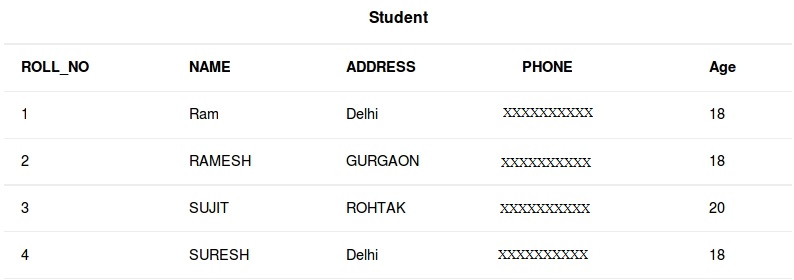 Student
ROLL_NO NAME ADDRESS PHONE Age
1 Ram Delhi XXXXXXXXXX 18
2 RAMESH GURGAON XXXXXXXXXX 18
3 SUJIT ROHTAK XXXXXXXXXX 20
4 SURESH Delhi XXXXXXXXXX 18